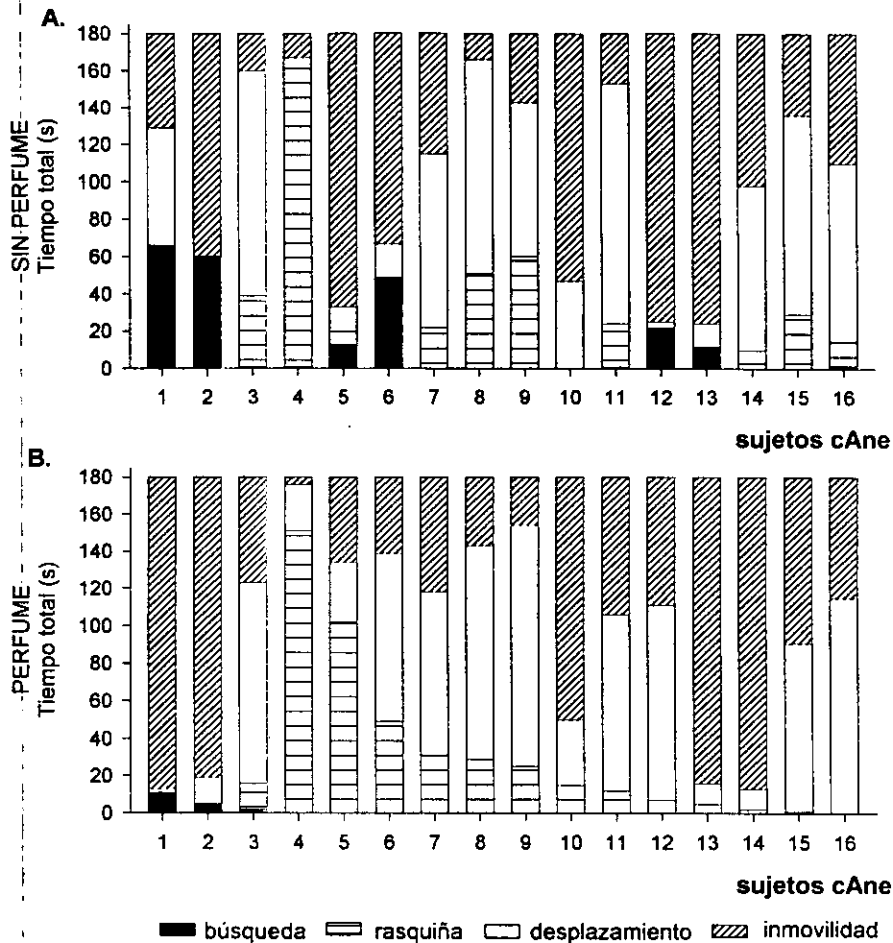 A.
SIN-PERFUME
Tiempo total (s)
180
160
140
120
100
80
60
40
20
0
1 2 3 4 5 6 7 8 9 10 11 12 13 14 15 16
sujetos cAne
B.
PERFUME
Tiempo total (s)
180
160
140
120
100
80
60
40
20
0
1 2 3 4 5 6 7 8 9 10 11 12 13 14 15 16
sujetos cAne
búsqueda rasquiña desplazamiento inmovilidad